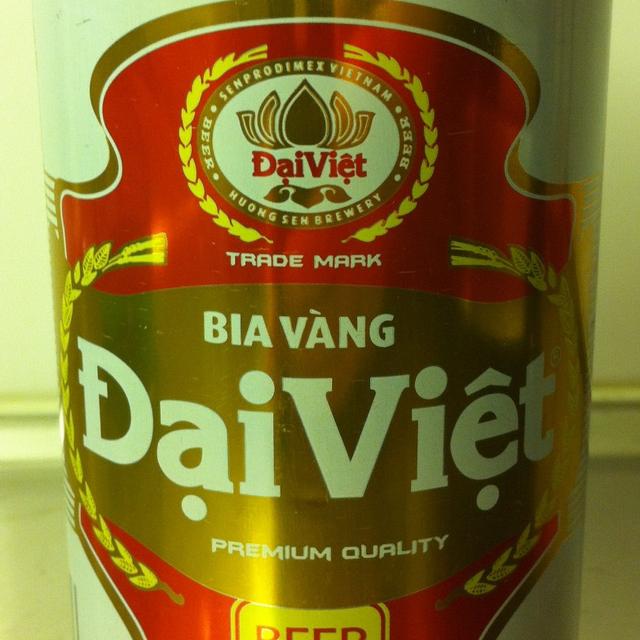 SENPRODIMEX VIETNAM
BEER
BEER
ĐạiViệt
HUONG SEN BREWERY
TRADE MARK
BIA VÀNG
ĐạiViệt®
PREMIUM QUALITY
BEER